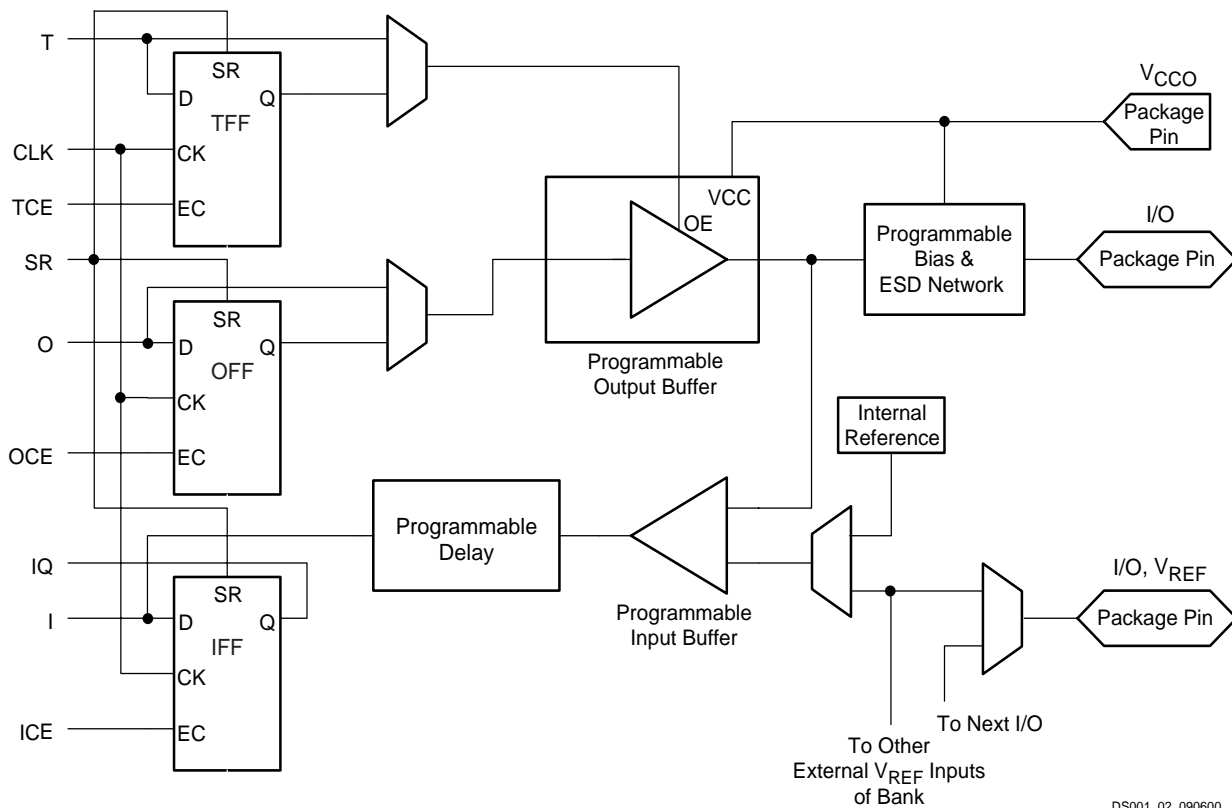 T
SR
D
Q
TFF
CK
EC
CLK
TCE
SR
O
SR
D
Q
OFF
CK
EC
OCE
IQ
I
SR
D
Q
IFF
CK
EC
ICE
VCC
OE
Programmable
Output Buffer
VCCO
Package
Pin
Programmable
Bias &
ESD Network
I/O
Package Pin
Internal
Reference
Programmable
Delay
Programmable
Input Buffer
I/O, VREF
Package Pin
To Next I/O
To Other
External VREF Inputs
of Bank
DS001_02_090600